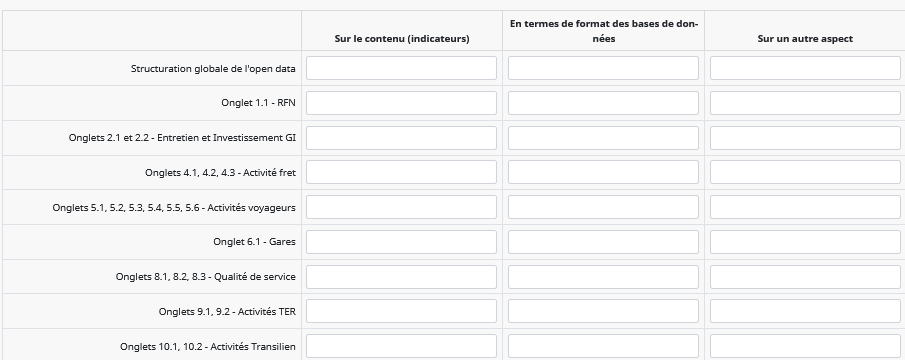 Sur le contenu (indicateurs)
En termes de format des bases de don-
nées
Sur un autre aspect
Structuration globale de l'open data
Onglet 1.1 - RFN
Onglets 2.1 et 2.2 - Entretien et Investissement GI
Onglets 4.1, 4.2, 4.3 - Activité fret
Onglets 5.1, 5.2, 5.3, 5.4, 5.5, 5.6 - Activités voyageurs
Onglet 6.1 - Gares
Onglets 8.1, 8.2, 8.3 - Qualité de service
Onglets 9.1, 9.2 - Activités TER
Onglets 10.1, 10.2 - Activités Transilien